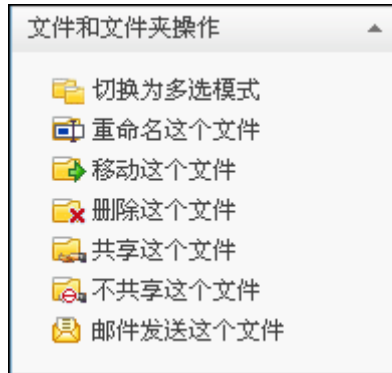 文件和文件夹操作
切换为多选模式
重命名这个文件
移动这个文件
删除这个文件
共享这个文件
不共享这个文件
邮件发送这个文件